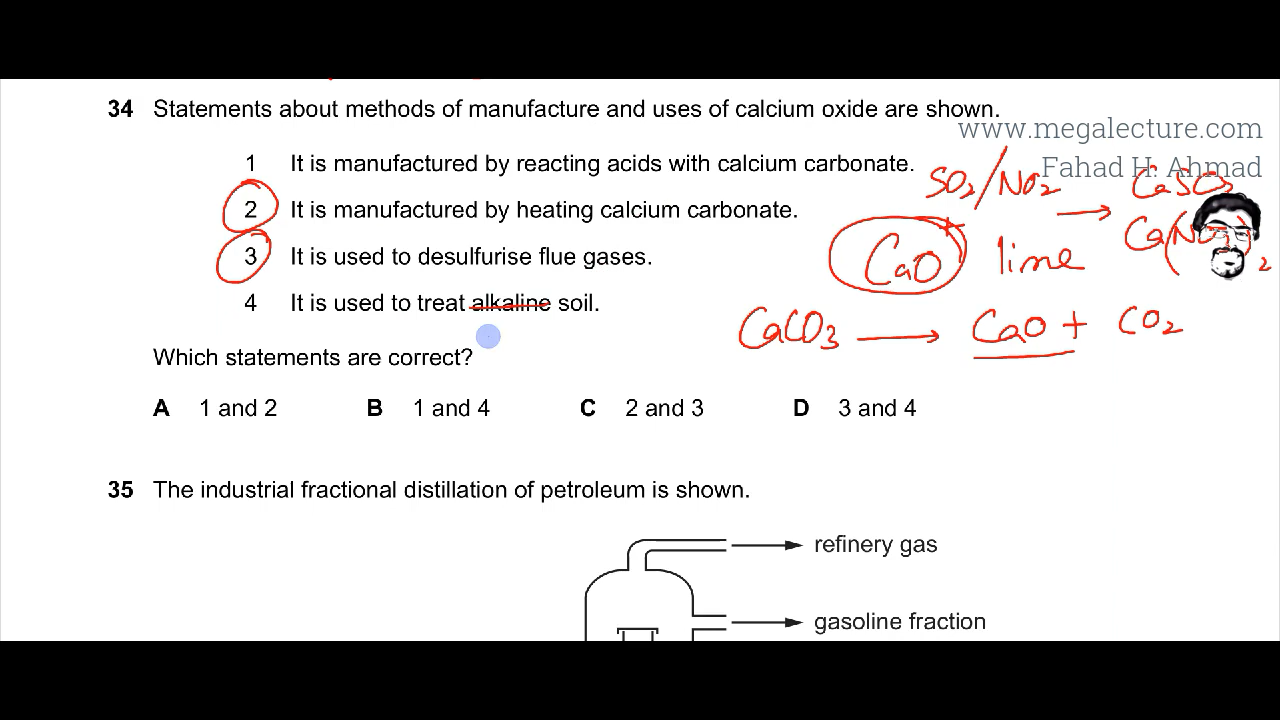 34 Statements about methods of manufacture and uses of calcium oxide are shown.
www.megalecture.com
Fahad H. Ahmad
1 It is manufactured by reacting acids with calcium carbonate.
SO2/NO2 →
2 It is manufactured by heating calcium carbonate.
3 It is used to desulfurise flue gases.
CaO lime
4 It is used to treat alkaline soil.
CaCO3 → CaO + CO2
Which statements are correct?
A 1 and 2 B 1 and 4 C 2 and 3 D 3 and 4
35 The industrial fractional distillation of petroleum is shown.
refinery gas
gasoline fraction